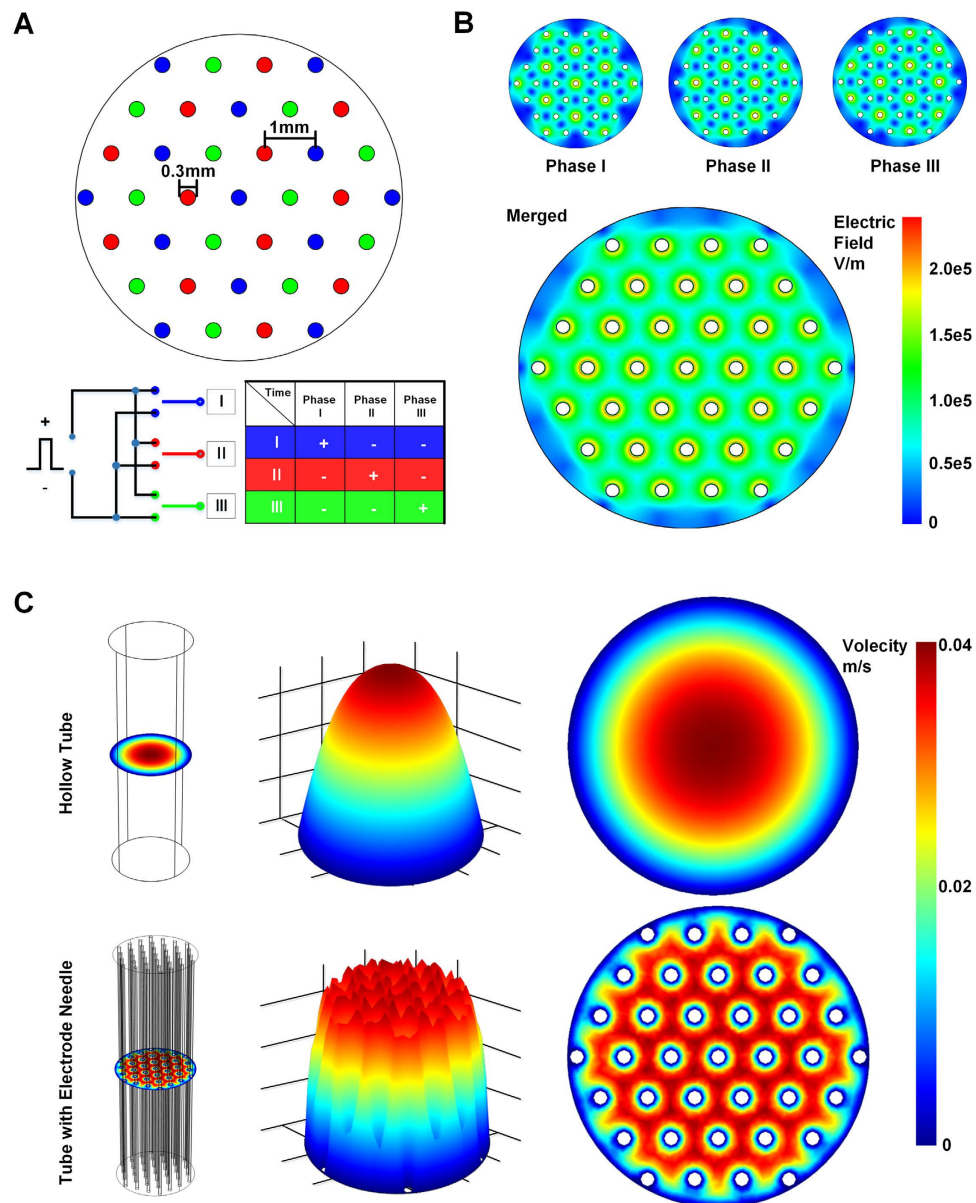 A
1mm
0.3mm
+
-
I
II
III
Time
Phase I
Phase II
Phase III
I + - -
II - + -
III - - +
B
Phase I
Phase II
Phase III
Merged
Electric
Field
V/m
2.0e5
1.5e5
1.0e5
0.5e5
0
C
Hollow Tube
Tube with Electrode Needle
Volecity
m/s
0.04
0.02
0